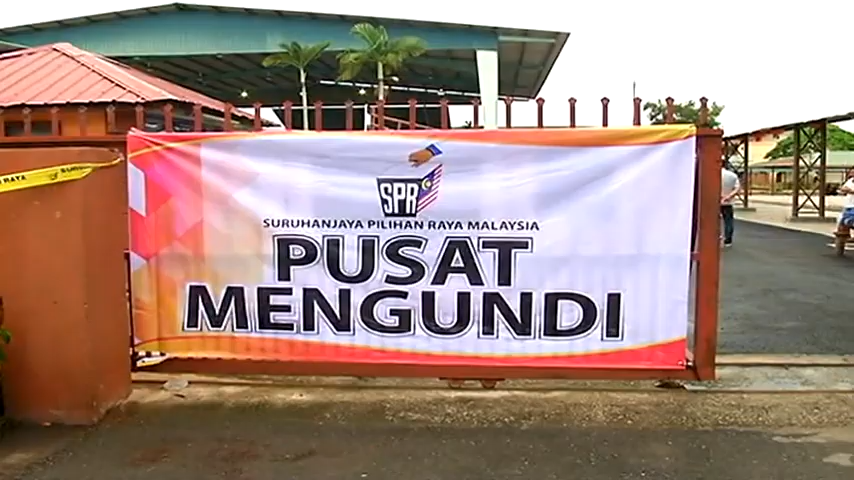 SPR
SURUHANJAYA PILIHAN RAYA MALAYSIA
PUSAT
MENGUNDI